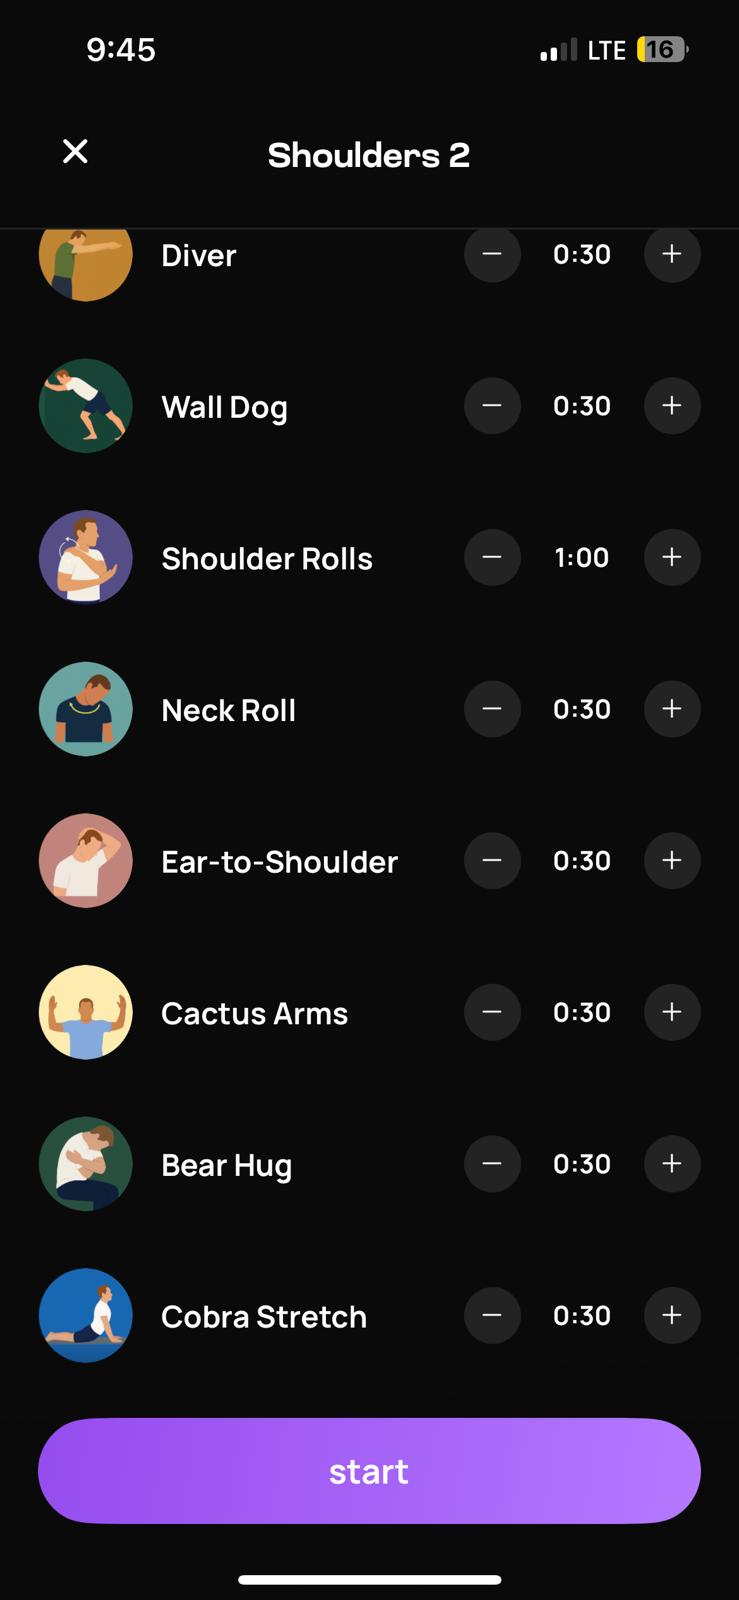 9:45
LTE 16
Shoulders 2
Diver 0:30
Wall Dog 0:30
Shoulder Rolls 1:00
Neck Roll 0:30
Ear-to-Shoulder 0:30
Cactus Arms 0:30
Bear Hug 0:30
Cobra Stretch 0:30
start